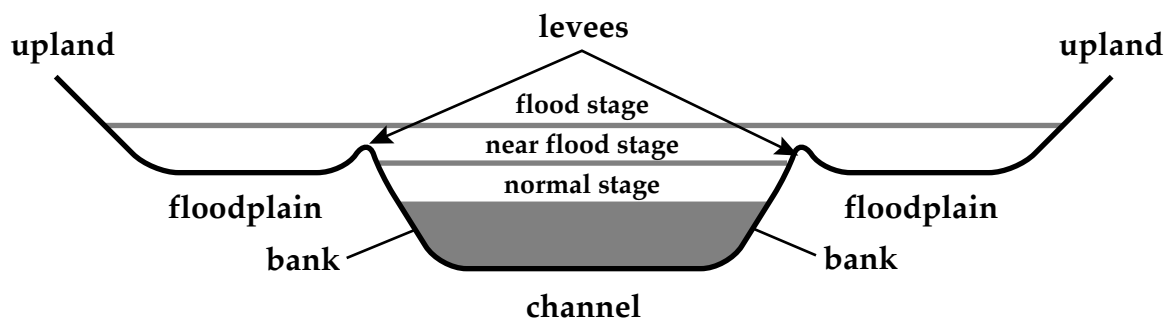 levees
upland
upland
flood stage
near flood stage
normal stage
floodplain
floodplain
bank
bank
channel